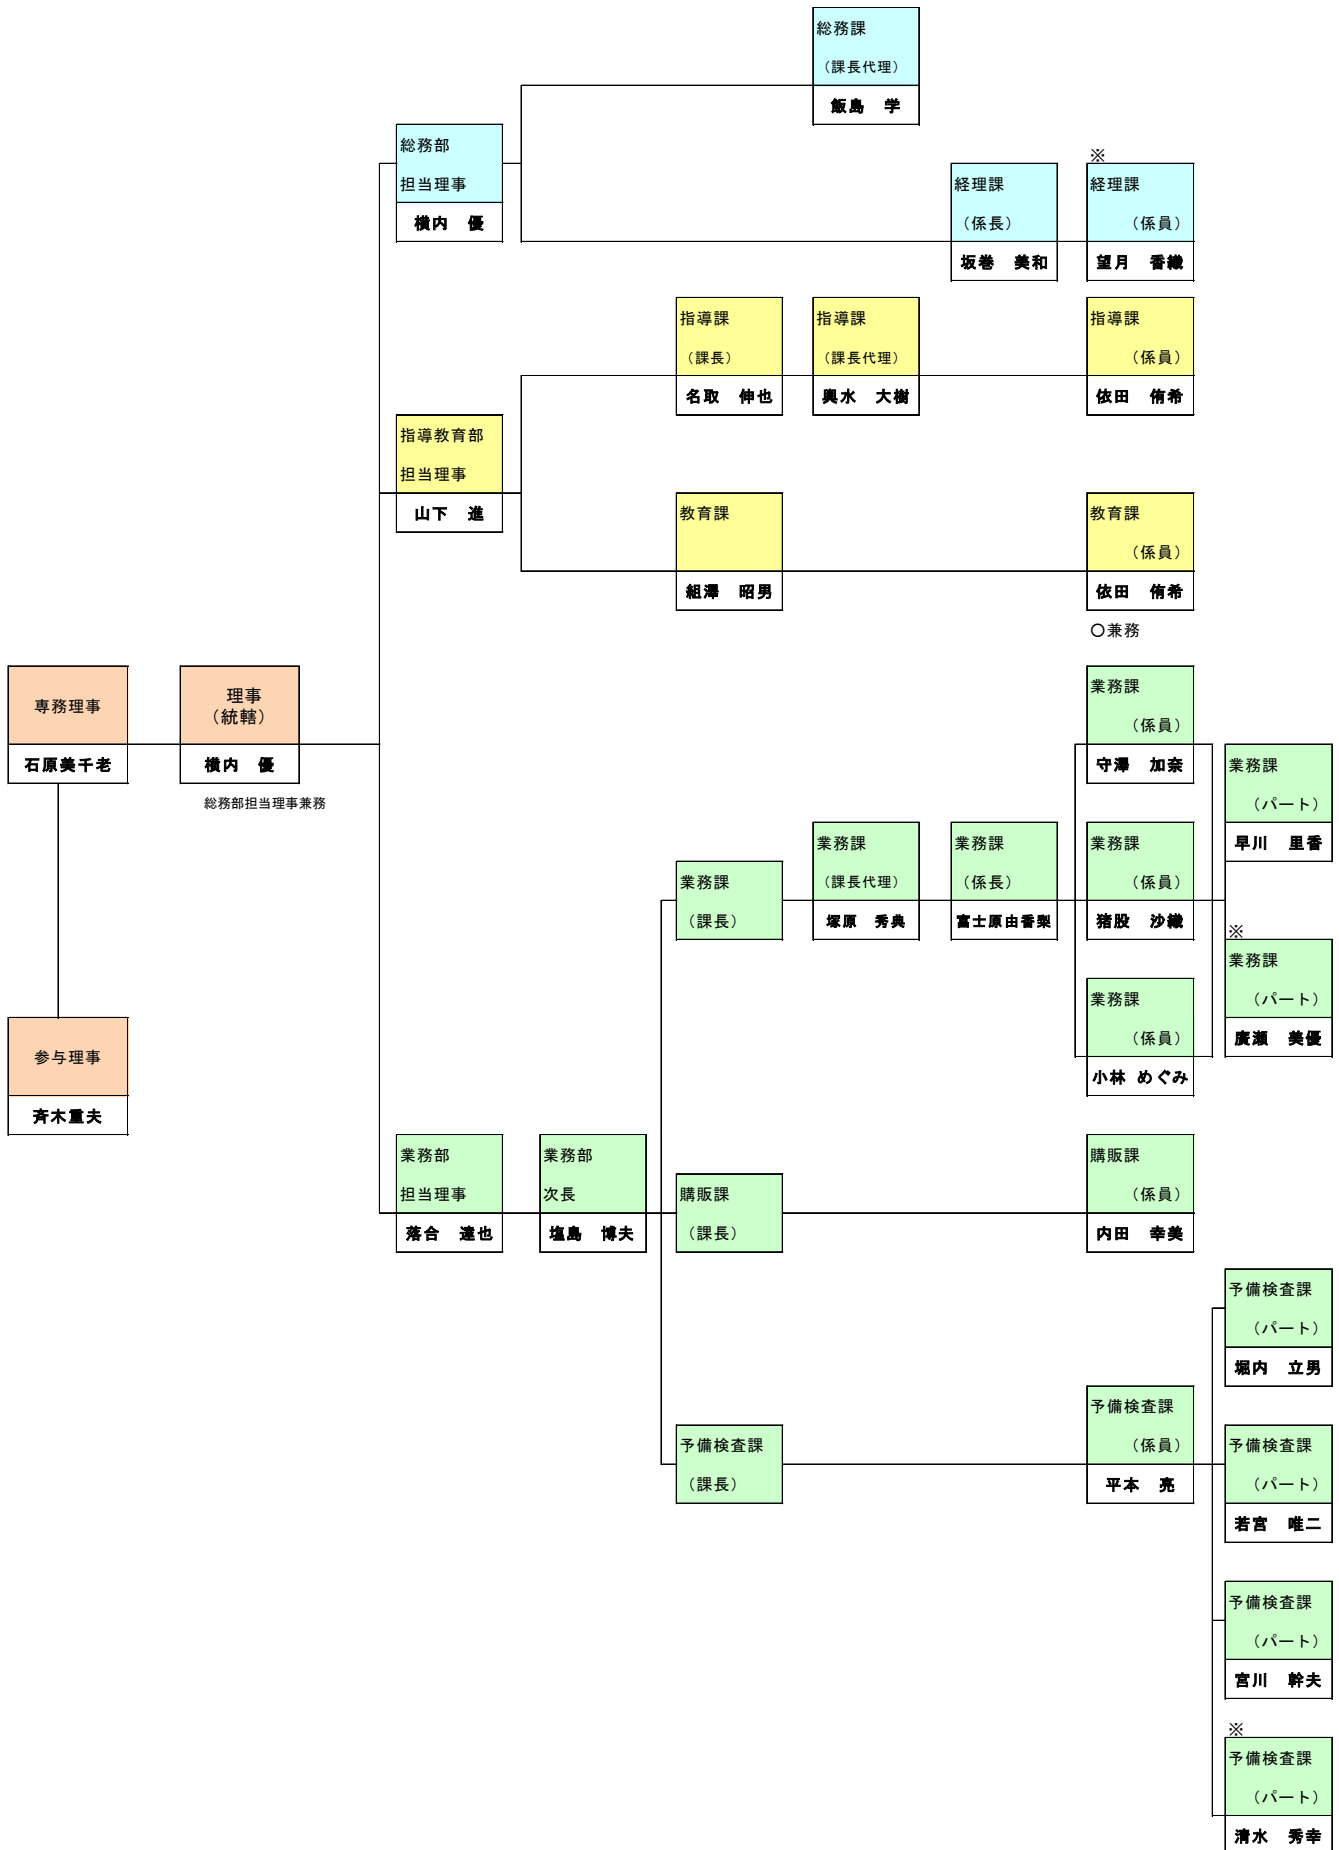 総務課
（課長代理）
飯島　学
総務部
担当理事
横内　優
経理課
（係長）
坂巻　美和
※
経理課
（係員）
望月　香織
指導課
（課長）
名取　伸也
指導課
（課長代理）
輿水　大樹
指導課
（係員）
依田　侑希
指導教育部
担当理事
山下　進
教育課
組澤　昭男
教育課
（係員）
依田　侑希
〇兼務
専務理事
石原美千老
理事
（統轄）
横内　優
総務部担当理事兼務
業務課
（係員）
守澤　加奈
業務課
（パート）
早川　里香
業務課
（課長）
業務課
（課長代理）
塚原　秀典
業務課
（係長）
富士原由香梨
業務課
（係員）
猪股　沙織
※
業務課
（パート）
廣瀬　美優
業務課
（係員）
小林 めぐみ
参与理事
斉木重夫
業務部
担当理事
落合　達也
業務部
次長
塩島　博夫
購販課
（課長）
購販課
（係員）
内田　幸美
予備検査課
（パート）
堀内　立男
予備検査課
（課長）
予備検査課
（係員）
平本　亮
予備検査課
（パート）
若宮　唯二
予備検査課
（パート）
宮川　幹夫
※
予備検査課
（パート）
清水　秀幸